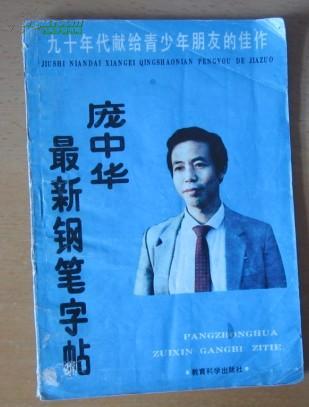 九十年代献给青少年朋友的佳作
JIUSHI NIANDAI XIANGEI QINGSHAONIAN PENGYOU DE JIAZUO
庞中华
最新钢笔字帖
PANGZHONGHUA
ZUIXIN GANGBI ZITIE
•教育科学出版社•